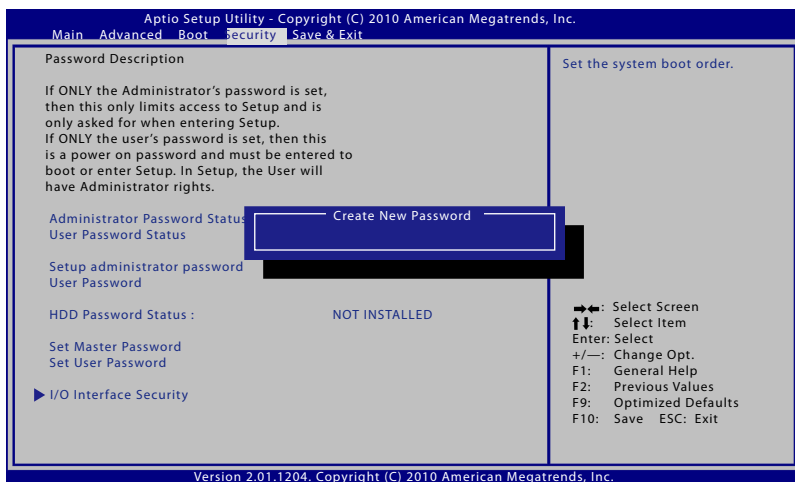 Aptio Setup Utility - Copyright (C) 2010 American Megatrends, Inc.
Main Advanced Boot Security Save & Exit
Password Description
If ONLY the Administrator's password is set,
then this only limits access to Setup and is
only asked for when entering Setup.
If ONLY the user's password is set, then this
is a power on password and must be entered to
boot or enter Setup. In Setup, the User will
have Administrator rights.
Administrator Password Status
User Password Status
Create New Password
Setup administrator password
User Password
HDD Password Status : NOT INSTALLED
Set Master Password
Set User Password
I/O Interface Security
Set the system boot order.
→←: Select Screen
↑↓: Select Item
Enter: Select
+/—: Change Opt.
F1: General Help
F2: Previous Values
F9: Optimized Defaults
F10: Save ESC: Exit
Version 2.01.1204. Copyright (C) 2010 American Megatrends, Inc.